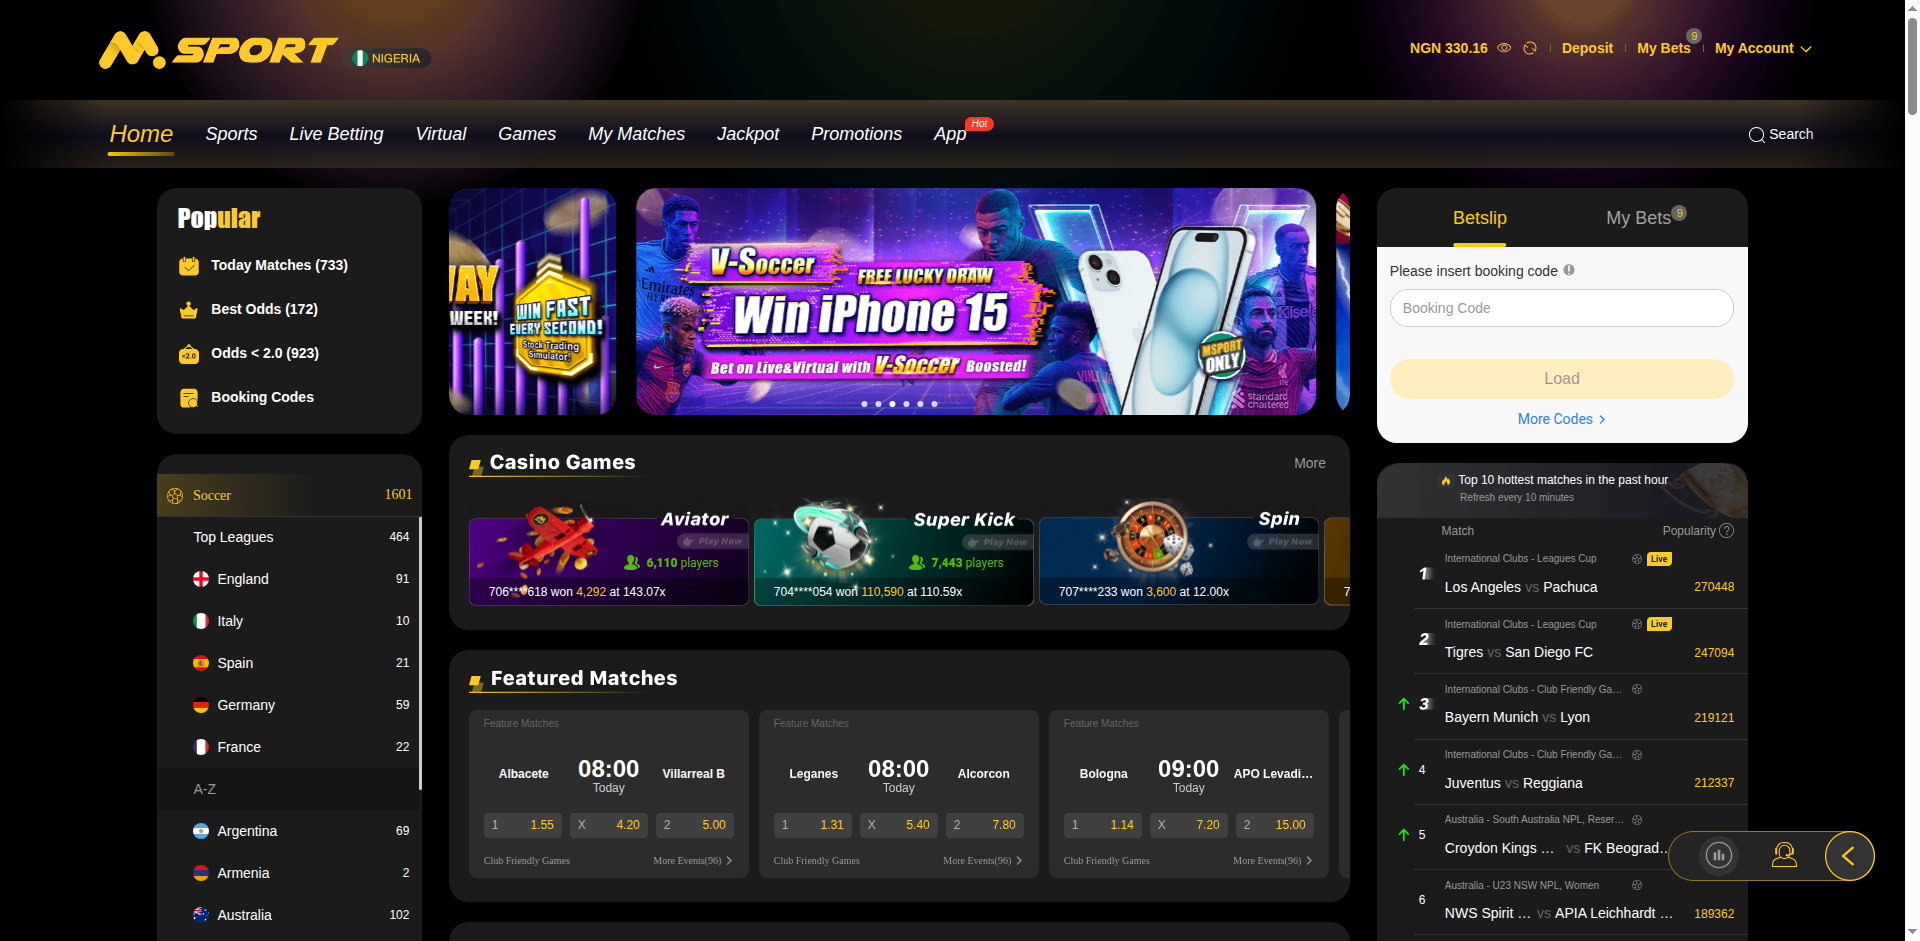 M.SPORT
NIGERIA
NGN 330.16
Deposit
My Bets
9
My Account
Home
Sports
Live Betting
Virtual
Games
My Matches
Jackpot
Promotions
App
Hot
Search
Popular
Today Matches (733)
Best Odds (172)
Odds < 2.0 (923)
<2.0
Booking Codes
Soccer
1601
Top Leagues
464
England
91
Italy
10
Spain
21
Germany
59
France
22
A-Z
Argentina
69
Armenia
2
Australia
102
WEEK!
WIN FAST
EVERY SECOND!
Stock Trading
Simulator!
V-SOCCER
FREE LUCKY DRAW
Win iPhone 15
Bet on Live&Virtual with V-SOCCER Boosted!
MSPORT
ONLY
Emirates
standard
chartered
Casino Games
More
Aviator
Play Now
6,110 players
706****618 won 4,292 at 143.07x
Super Kick
Play Now
7,443 players
704****054 won 110,590 at 110.59x
Spin
Play Now
707****233 won 3,600 at 12.00x
7
Featured Matches
Feature Matches
Albacete
08:00
Today
Villarreal B
1 1.55
X 4.20
2 5.00
Club Friendly Games
More Events(96)
Feature Matches
Leganes
08:00
Today
Alcorcon
1 1.31
X 5.40
2 7.80
Club Friendly Games
More Events(96)
Feature Matches
Bologna
09:00
Today
APO Levadi...
1 1.14
X 7.20
2 15.00
Club Friendly Games
More Events(96)
Betslip
My Bets
9
Please insert booking code
Booking Code
Load
More Codes
Top 10 hottest matches in the past hour
Refresh every 10 minutes
Match
Popularity
?
1
International Clubs - Leagues Cup
Live
Los Angeles vs Pachuca
270448
2
International Clubs - Leagues Cup
Live
Tigres vs San Diego FC
247094
3
International Clubs - Club Friendly Ga...
Bayern Munich vs Lyon
219121
4
International Clubs - Club Friendly Ga...
Juventus vs Reggiana
212337
5
Australia - South Australia NPL, Reser...
Croydon Kings ... vs FK Beograd...
6
Australia - U23 NSW NPL, Women
NWS Spirit ... vs APIA Leichhardt ...
189362